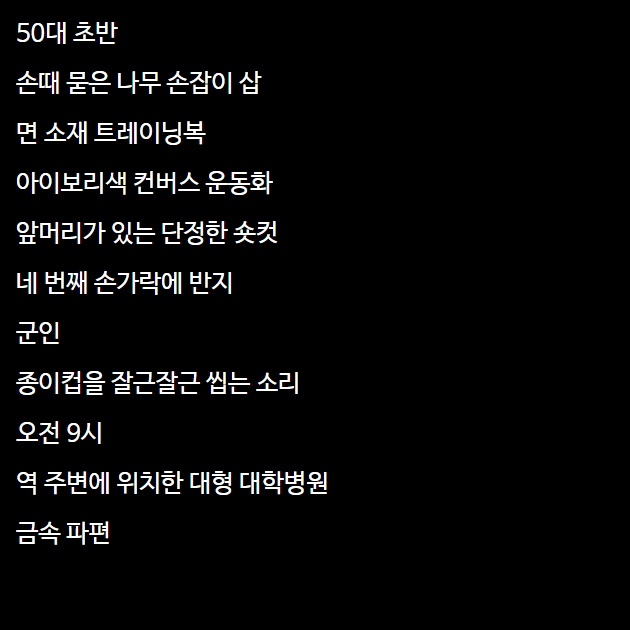 50대 초반
손때 묻은 나무 손잡이 삽
면 소재 트레이닝복
아이보리색 컨버스 운동화
앞머리가 있는 단정한 숏컷
네 번째 손가락에 반지
군인
종이컵을 잘근잘근 씹는 소리
오전 9시
역 주변에 위치한 대형 대학병원
금속 파편